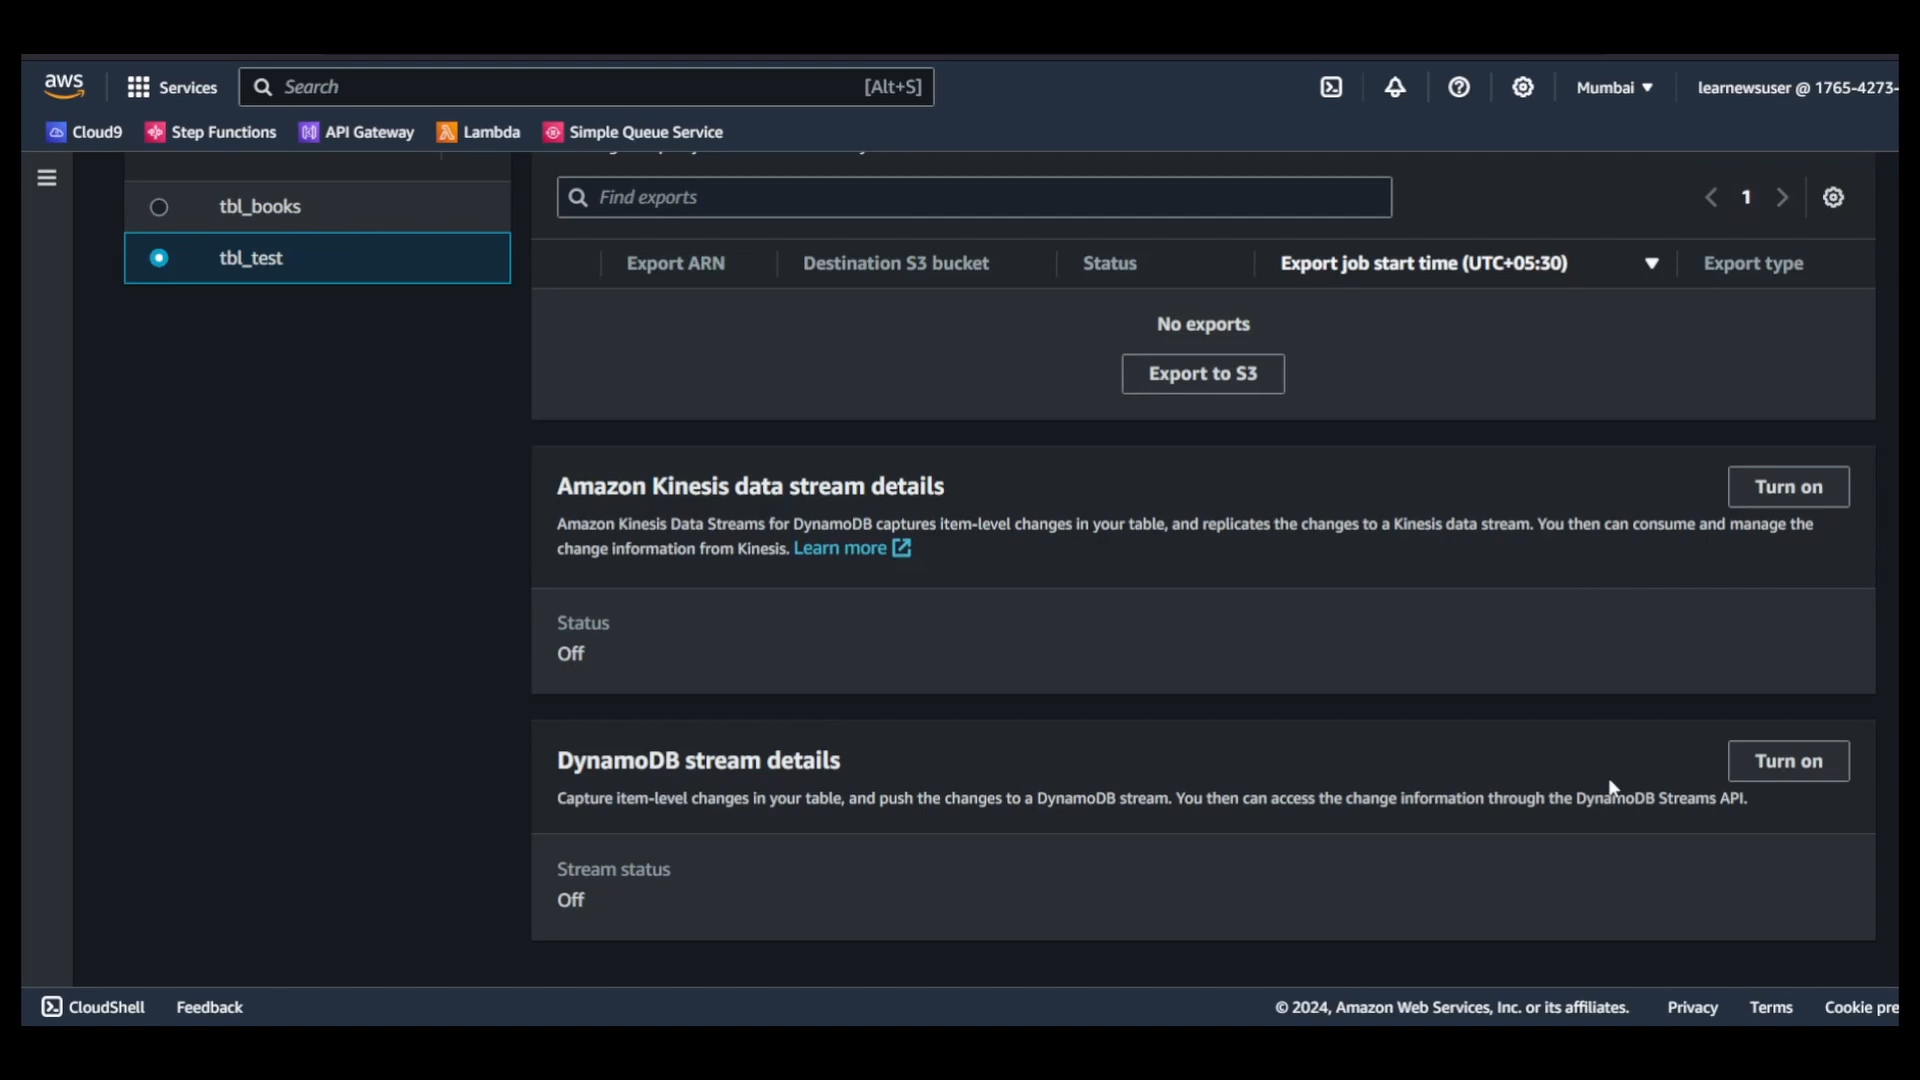 aws
Services
Search
[Alt+S]
Mumbai
learnewsuser @ 1765-4273-
Cloud9
Step Functions
API Gateway
Lambda
Simple Queue Service
tbl_books
tbl_test
Find exports
1
Export ARN
Destination S3 bucket
Status
Export job start time (UTC+05:30)
Export type
No exports
Export to S3
Amazon Kinesis data stream details
Turn on
Amazon Kinesis Data Streams for DynamoDB captures item-level changes in your table, and replicates the changes to a Kinesis data stream. You then can consume and manage the
change information from Kinesis. Learn more
Status
Off
DynamoDB stream details
Turn on
Capture item-level changes in your table, and push the changes to a DynamoDB stream. You then can access the change information through the DynamoDB Streams API.
Stream status
Off
CloudShell
Feedback
© 2024, Amazon Web Services, Inc. or its affiliates.
Privacy
Terms
Cookie pre